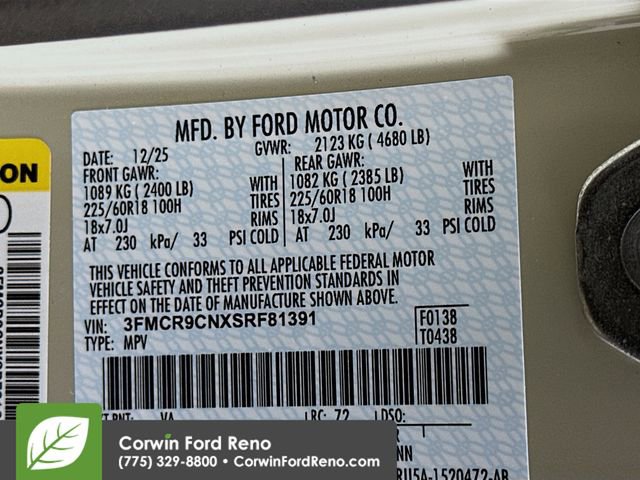 MFD. BY FORD MOTOR CO.
DATE: 12/25 GVWR: 2123 KG ( 4680 LB)
FRONT GAWR: REAR GAWR:
1089 KG ( 2400 LB) WITH 1082 KG ( 2385 LB) WITH
225/60R18 100H TIRES 225/60R18 100H TIRES
18x7.0J RIMS 18x7.0J RIMS
AT 230 kPa/ 33 PSI COLD AT 230 kPa/ 33 PSI COLD
THIS VEHICLE CONFORMS TO ALL APPLICABLE FEDERAL MOTOR
VEHICLE SAFETY AND THEFT PREVENTION STANDARDS IN
EFFECT ON THE DATE OF MANUFACTURE SHOWN ABOVE.
VIN: 3FMCR9CNXSRF81391 F0138
TYPE: MPV T0438
ION
Corwin Ford Reno
(775) 329-8800 • CorwinFordReno.com